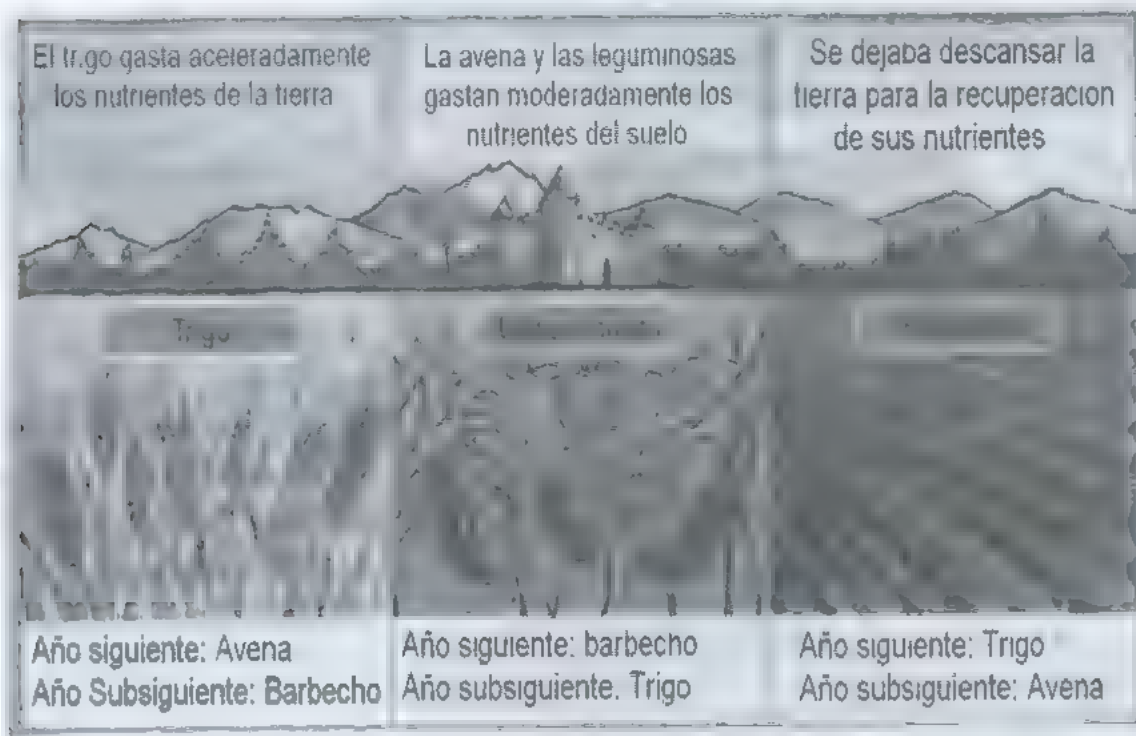 El trigo gasta aceleradamente
los nutrientes de la tierra
La avena y las leguminosas
gastan moderadamente los
nutrientes del suelo
Se dejaba descansar la
tierra para la recuperacion
de sus nutrientes
Trigo
Año siguiente: Avena
Año Subsiguiente: Barbecho
Año siguiente: barbecho
Año subsiguiente. Trigo
Año siguiente: Trigo
Año subsiguiente: Avena